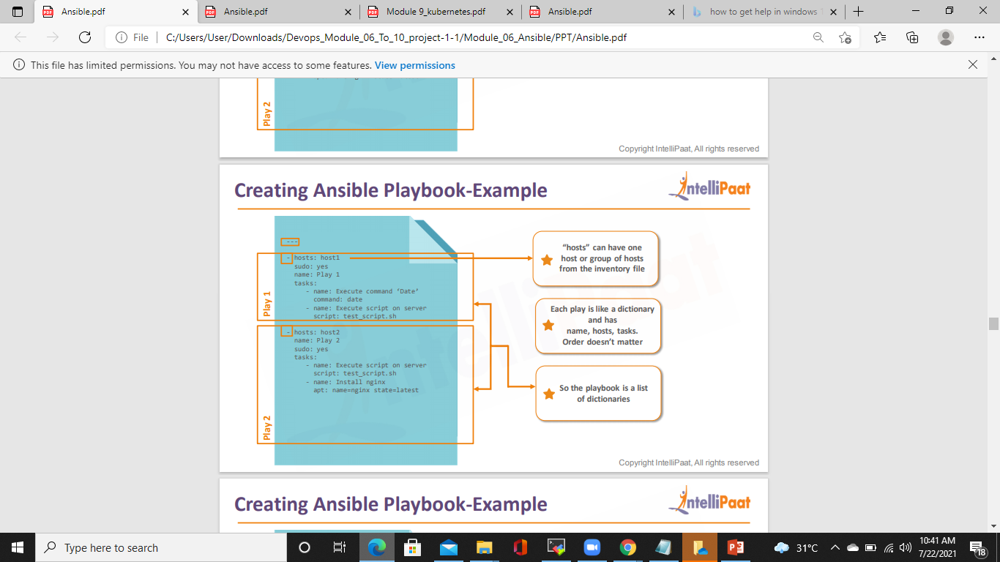 Ansible.pdf
Ansible.pdf
Module 9_kubernetes.pdf
Ansible.pdf
how to get help in windows
File
C:/Users/User/Downloads/Devops_Module_06_To_10_project-1-1/Module_06_Ansible/PPT/Ansible.pdf
This file has limited permissions. You may not have access to some features. View permissions
Play 2
Copyright IntelliPaat, All rights reserved
Creating Ansible Playbook-Example
IntelliPaat
---
- hosts: host1
sudo: yes
name: Play 1
tasks:
- name: Execute command ‘Date’
command: date
- name: Execute script on server
script: test_script.sh
Play 1
- hosts: host2
name: Play 2
sudo: yes
tasks:
- name: Execute script on server
script: test_script.sh
- name: Install nginx
apt: name=nginx state=latest
Play 2
“hosts” can have one
host or group of hosts
from the inventory file
Each play is like a dictionary
and has
name, hosts, tasks.
Order doesn’t matter
So the playbook is a list
of dictionaries
Copyright IntelliPaat, All rights reserved
Creating Ansible Playbook-Example
IntelliPaat
Type here to search
31°C
10:41 AM
7/22/2021
18